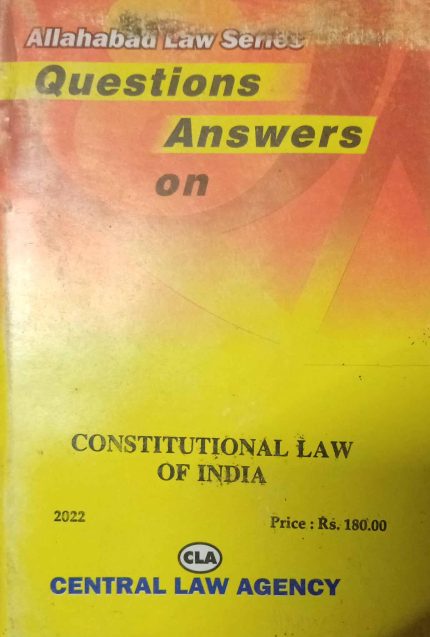 Allahabad Law Series
Questions
Answers
on
CONSTITUTIONAL LAW
OF INDIA
2022
Price : Rs. 180.00
CLA
CENTRAL LAW AGENCY